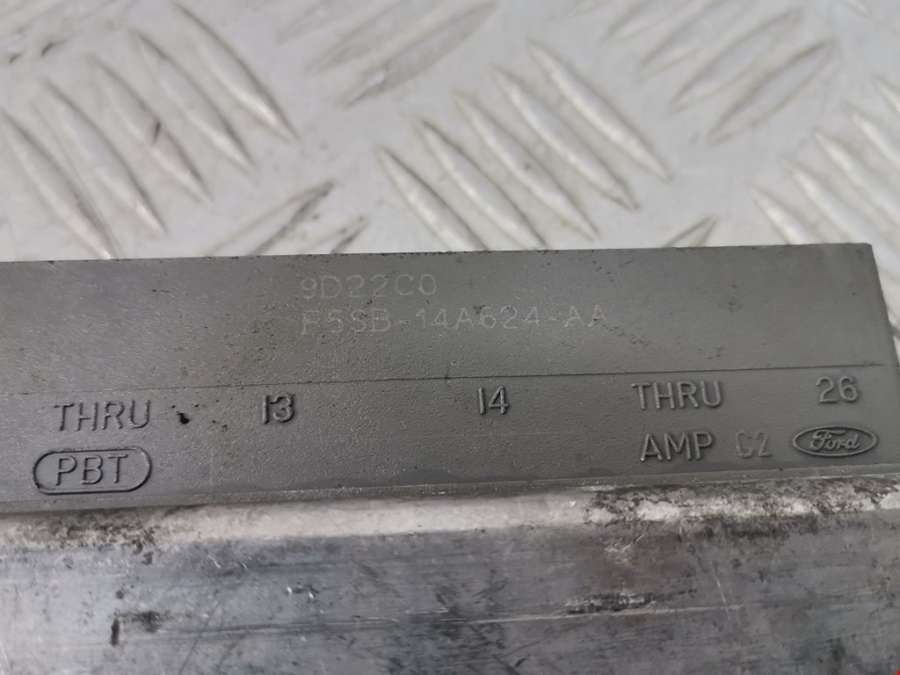 9D22C0
F5SB-14A624-AA
THRU 13 14 THRU 26
PBT AMP C2 Ford